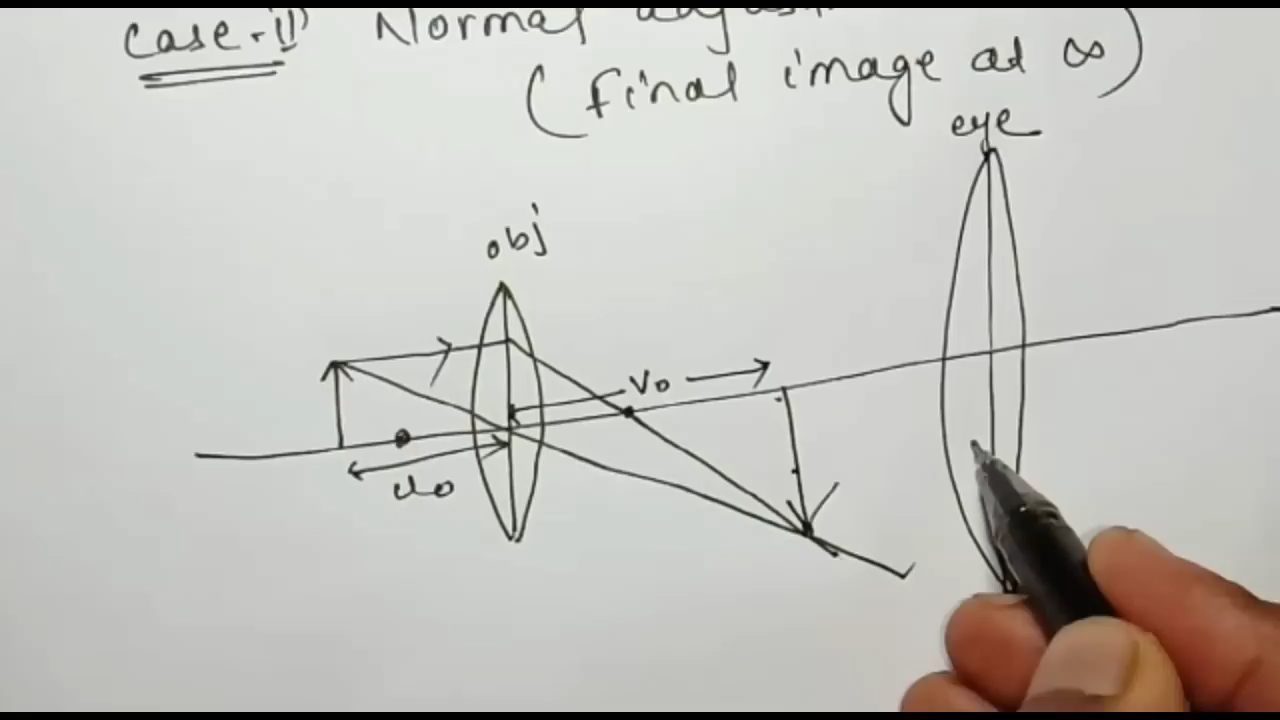 Case-II Normal
(final image at ∞)
eye
obj
Vo
uo